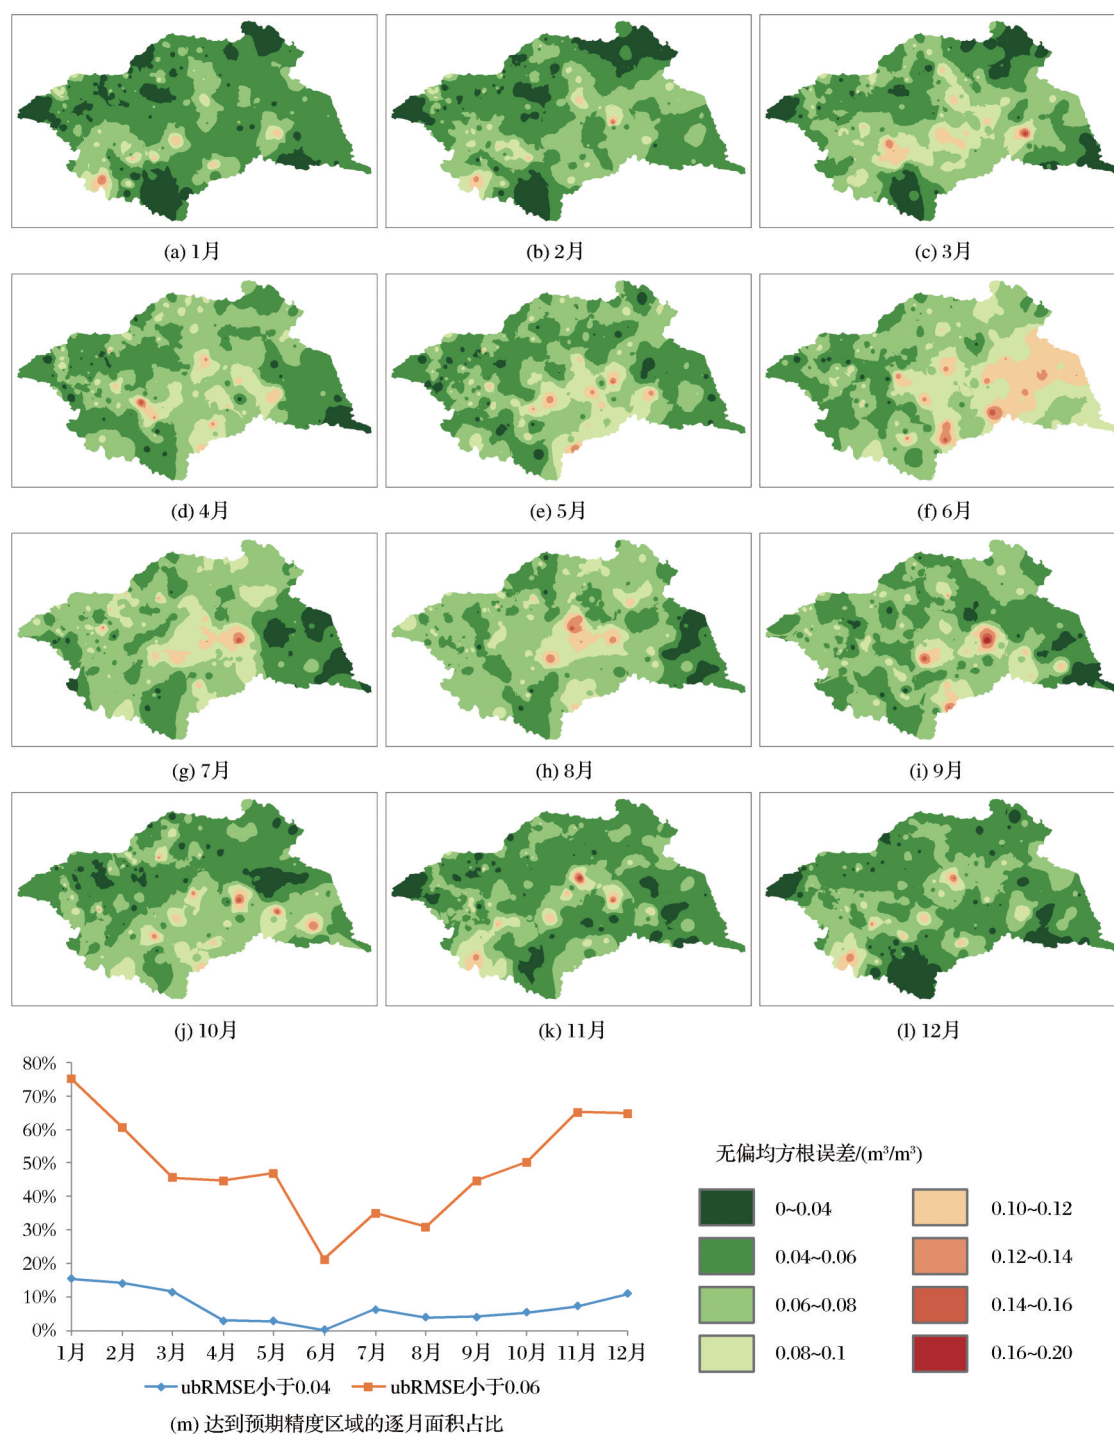 (a) 1月
(b) 2月
(c) 3月
(d) 4月
(e) 5月
(f) 6月
(g) 7月
(h) 8月
(i) 9月
(j) 10月
(k) 11月
(l) 12月
80%
70%
60%
50%
40%
30%
20%
10%
0%
1月 2月 3月 4月 5月 6月 7月 8月 9月 10月 11月 12月
ubRMSE小于0.04 ubRMSE小于0.06
(m) 达到预期精度区域的逐月面积占比
无偏均方根误差/(m³/m³)
0~0.04
0.04~0.06
0.06~0.08
0.08~0.1
0.10~0.12
0.12~0.14
0.14~0.16
0.16~0.20